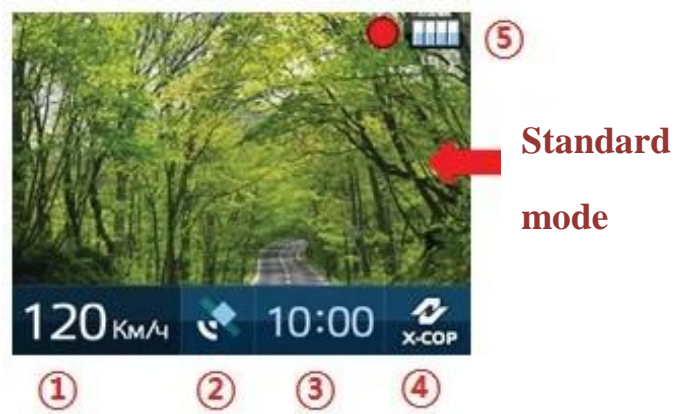 ⑤
Standard
mode
120 Км/ч
10:00
X-COP
① ② ③ ④